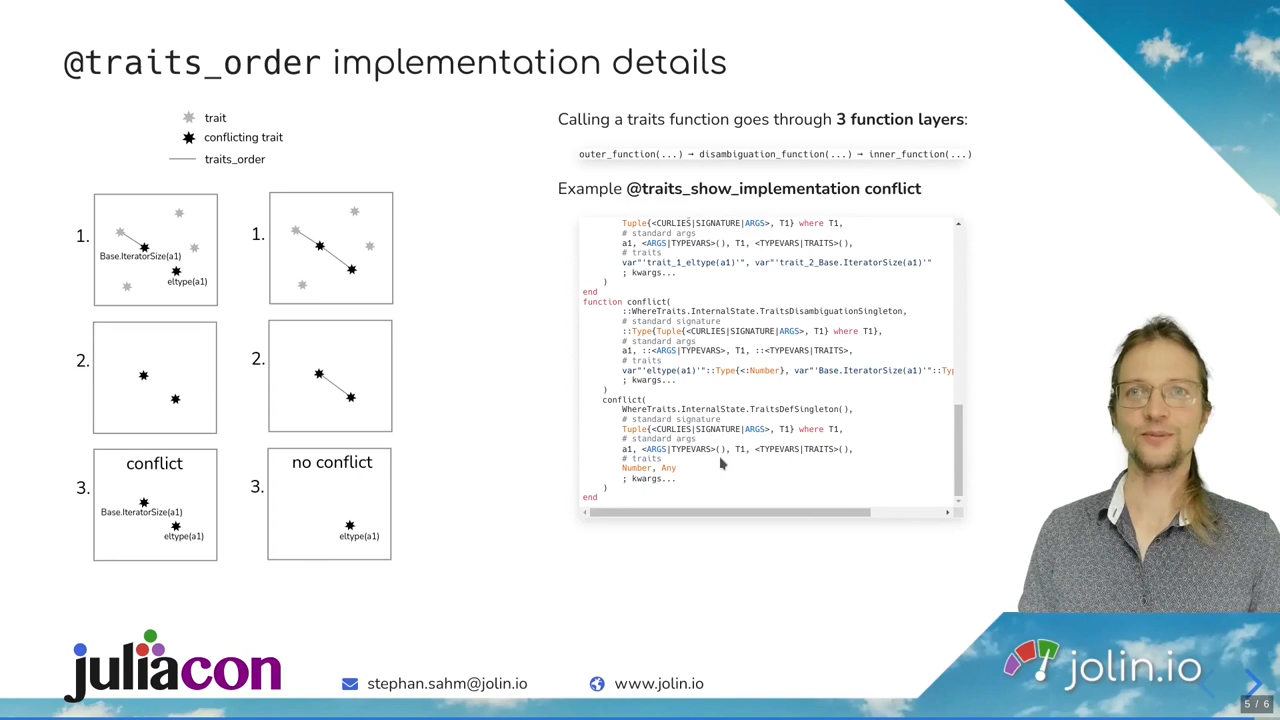 @traits_order implementation details
trait
conflicting trait
traits_order
1.
Base.IteratorSize(a1)
eltype(a1)
1.
2.
2.
3.
conflict
Base.IteratorSize(a1)
eltype(a1)
3.
no conflict
eltype(a1)
Calling a traits function goes through 3 function layers:
outer_function(...) → disambiguation_function(...) → inner_function(...)
Example @traits_show_implementation conflict
Tuple{<CURLIES|SIGNATURE|ARGS>, T1} where T1,
# standard args
a1, <ARGS|TYPEVARS>(), T1, <TYPEVARS|TRAITS>(),
# traits
var"'trait_1_eltype(a1)'", var"'trait_2_Base.IteratorSize(a1)'"
; kwargs...
)
end
function conflict(
::WhereTraits.InternalState.TraitsDisambiguationSingleton,
# standard signature
::Type{Tuple{<CURLIES|SIGNATURE|ARGS>, T1} where T1},
# standard args
a1, ::<ARGS|TYPEVARS>, T1, ::<TYPEVARS|TRAITS>,
# traits
var"'eltype(a1)'"::Type{<:Number}, var"'Base.IteratorSize(a1)'"::Typ
; kwargs...
)
conflict(
WhereTraits.InternalState.TraitsDefSingleton(),
# standard signature
Tuple{<CURLIES|SIGNATURE|ARGS>, T1} where T1,
# standard args
a1, <ARGS|TYPEVARS>(), T1, <TYPEVARS|TRAITS>(),
# traits
Number, Any
; kwargs...
)
end
juliacon
stephan.sahm@jolin.io
www.jolin.io
jolin.io
5 / 6